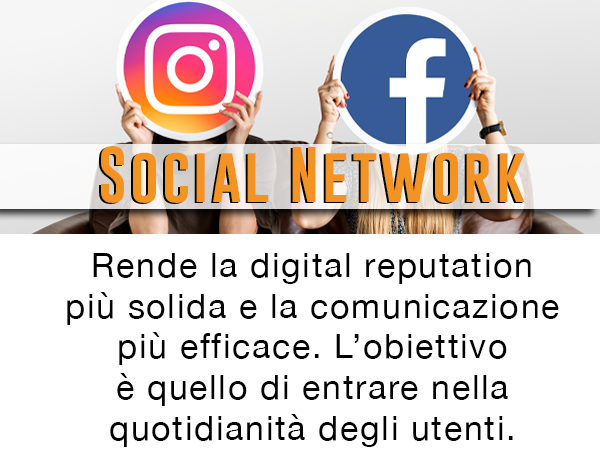 SOCIAL NETWORK
Rende la digital reputation
più solida e la comunicazione
più efficace. L’obiettivo
è quello di entrare nella
quotidianità degli utenti.